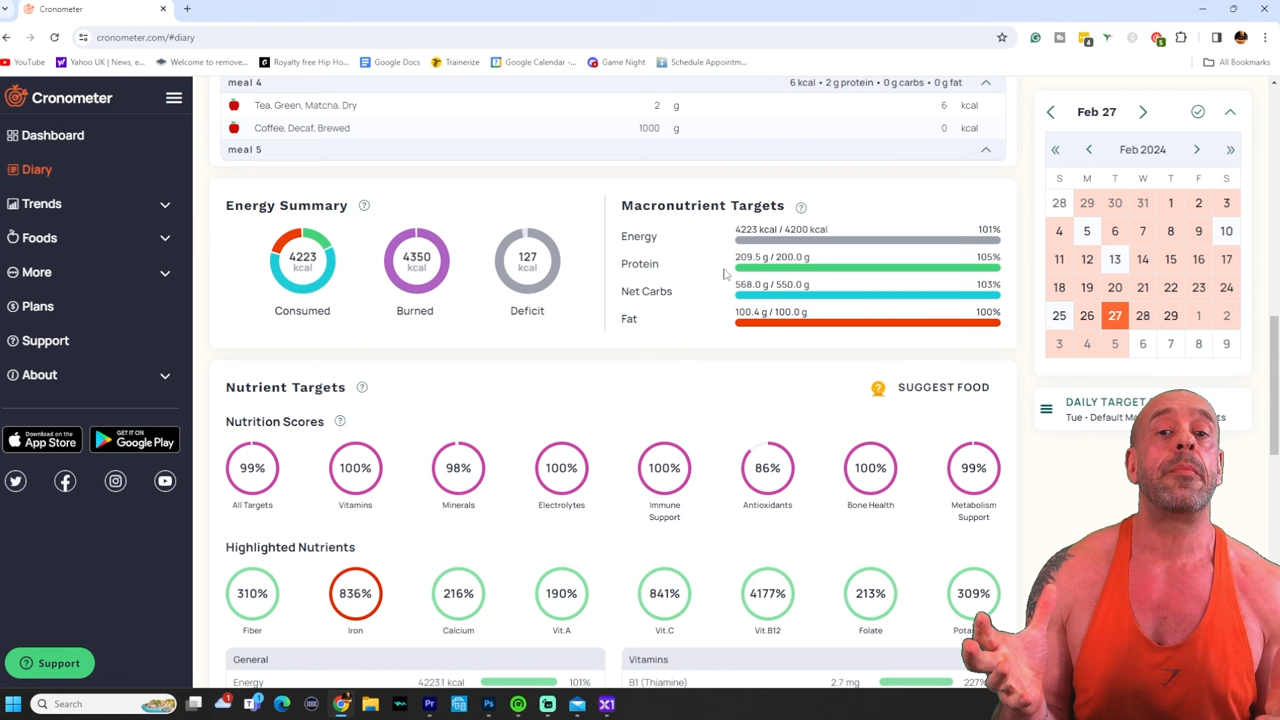 Cronometer
cronometer.com/#diary
YouTube
Yahoo UK | News, e...
Welcome to remove...
Royalty free Hip Ho...
Google Docs
Trainerize
Google Calendar -...
Game Night
Schedule Appointm...
All Bookmarks
Cronometer
Dashboard
Diary
Trends
Foods
More
Plans
Support
About
Download on the App Store
GET IT ON Google Play
Support
meal 4
6 kcal • 2 g protein • 0 g carbs • 0 g fat
Tea, Green, Matcha, Dry 2 g 6 kcal
Coffee, Decaf, Brewed 1000 g 0 kcal
meal 5
Energy Summary
4223 kcal
4350 kcal
127 kcal
Consumed
Burned
Deficit
Macronutrient Targets
Energy 4223 kcal / 4200 kcal 101%
Protein 209.5 g / 200.0 g 105%
Net Carbs 568.0 g / 550.0 g 103%
Fat 100.4 g / 100.0 g 100%
Nutrient Targets
SUGGEST FOOD
Nutrition Scores
99% 100% 98% 100% 100% 86% 100% 99%
All Targets Vitamins Minerals Electrolytes Immune Support Antioxidants Bone Health Metabolism Support
Highlighted Nutrients
310% 836% 216% 190% 841% 4177% 213% 309%
Fiber Iron Calcium Vit.A Vit.C Vit.B12 Folate Potas
General
Energy 4223.1 kcal 101%
Vitamins
B1 (Thiamine) 2.7 mg 227%
Feb 27
Feb 2024
S M T W T F S
28 29 30 31 1 2 3
4 5 6 7 8 9 10
11 12 13 14 15 16 17
18 19 20 21 22 23 24
25 26 27 28 29 1 2
3 4 5 6 7 8 9
DAILY TARGET
Tue - Default Ma
Search